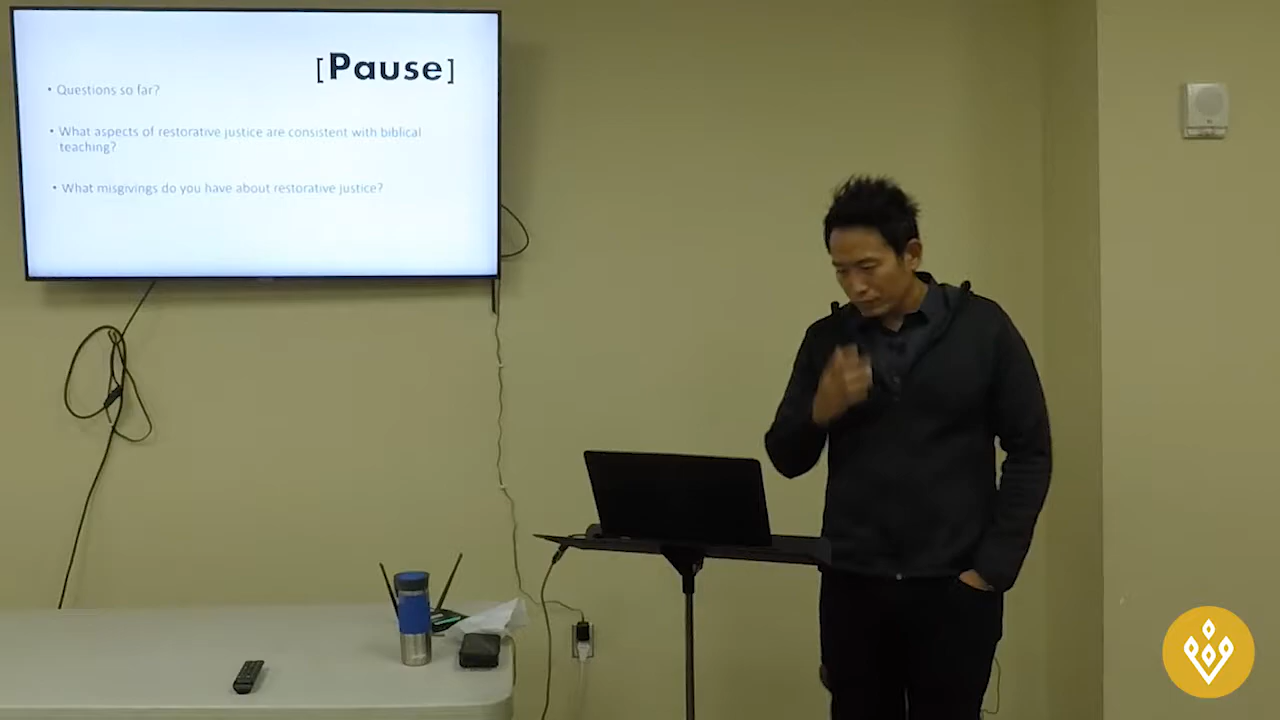 [Pause]
• Questions so far?
• What aspects of restorative justice are consistent with biblical
teaching?
• What misgivings do you have about restorative justice?